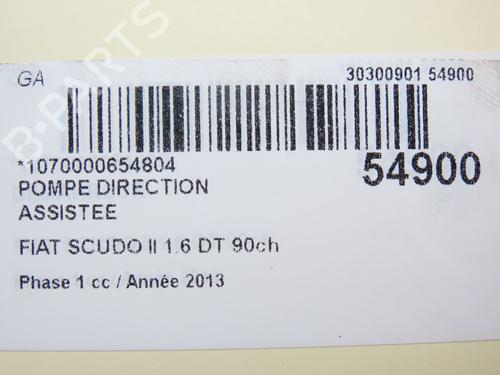 GA
30300901 54900
*1070000654804
54900
POMPE DIRECTION
ASSISTEE
FIAT SCUDO II 1.6 DT 90ch
Phase 1 cc / Année 2013
B-PARTS